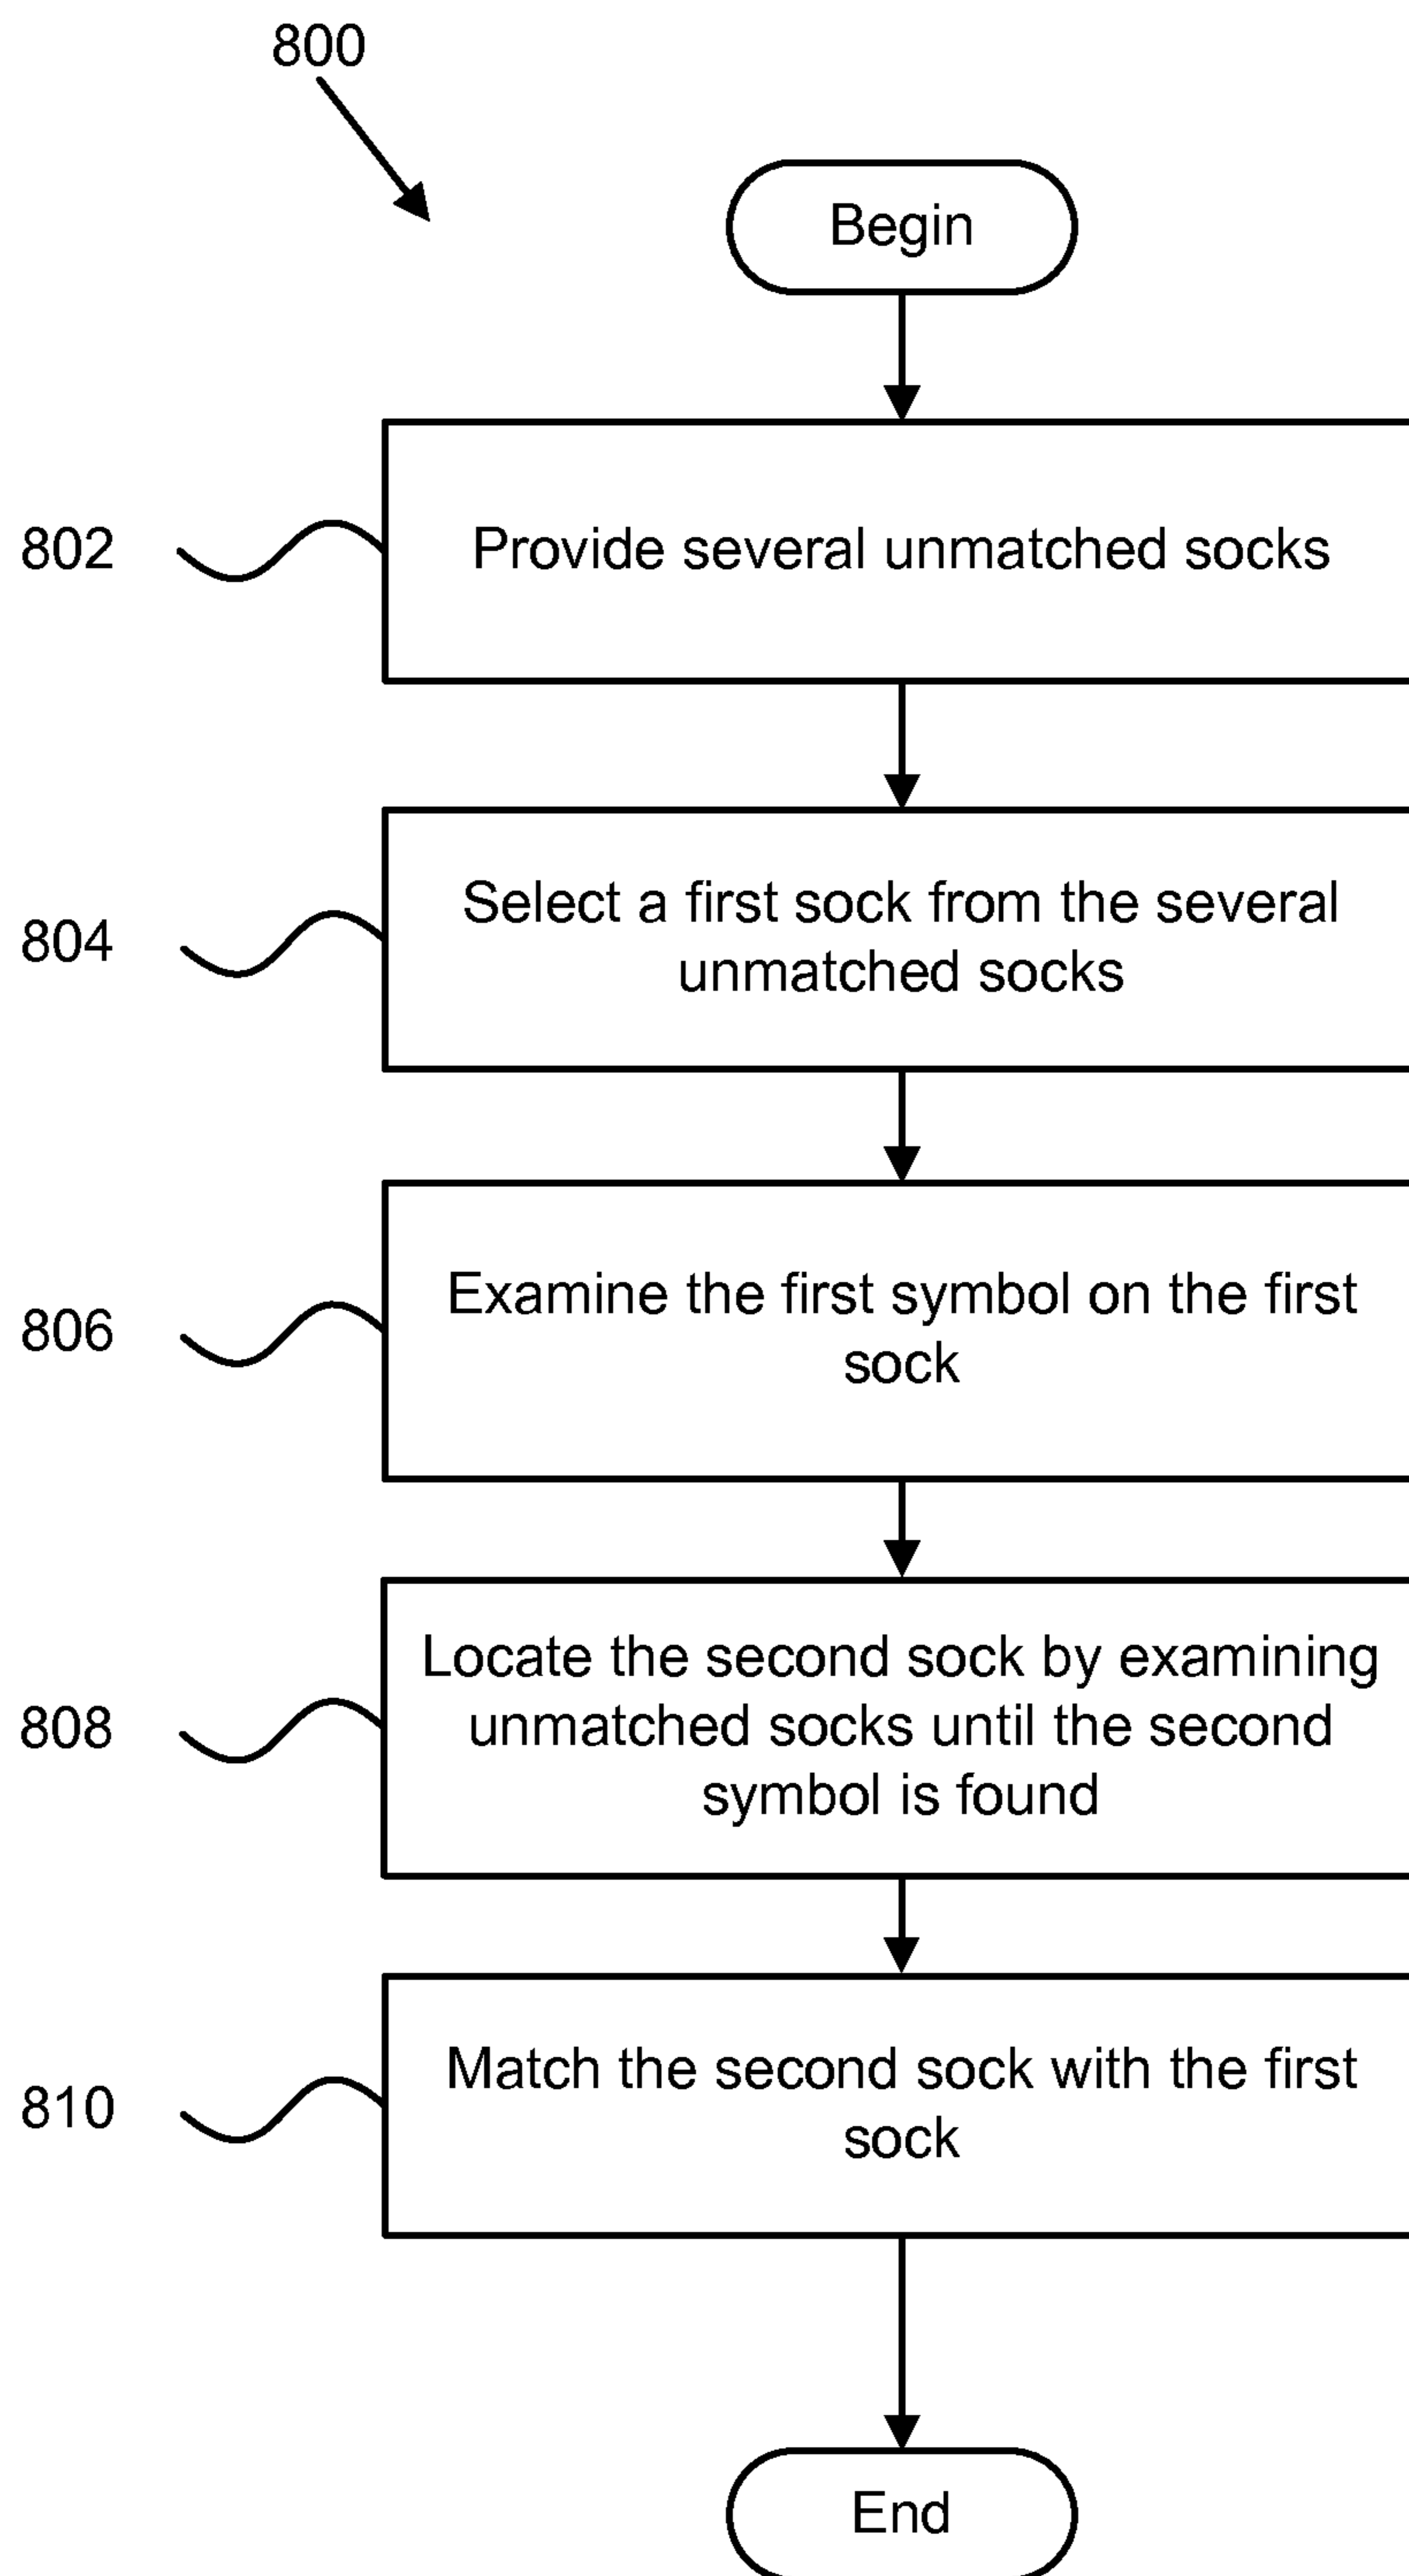 800
Begin
802
Provide several unmatched socks
804
Select a first sock from the several
unmatched socks
806
Examine the first symbol on the first
sock
808
Locate the second sock by examining
unmatched socks until the second
symbol is found
810
Match the second sock with the first
sock
End